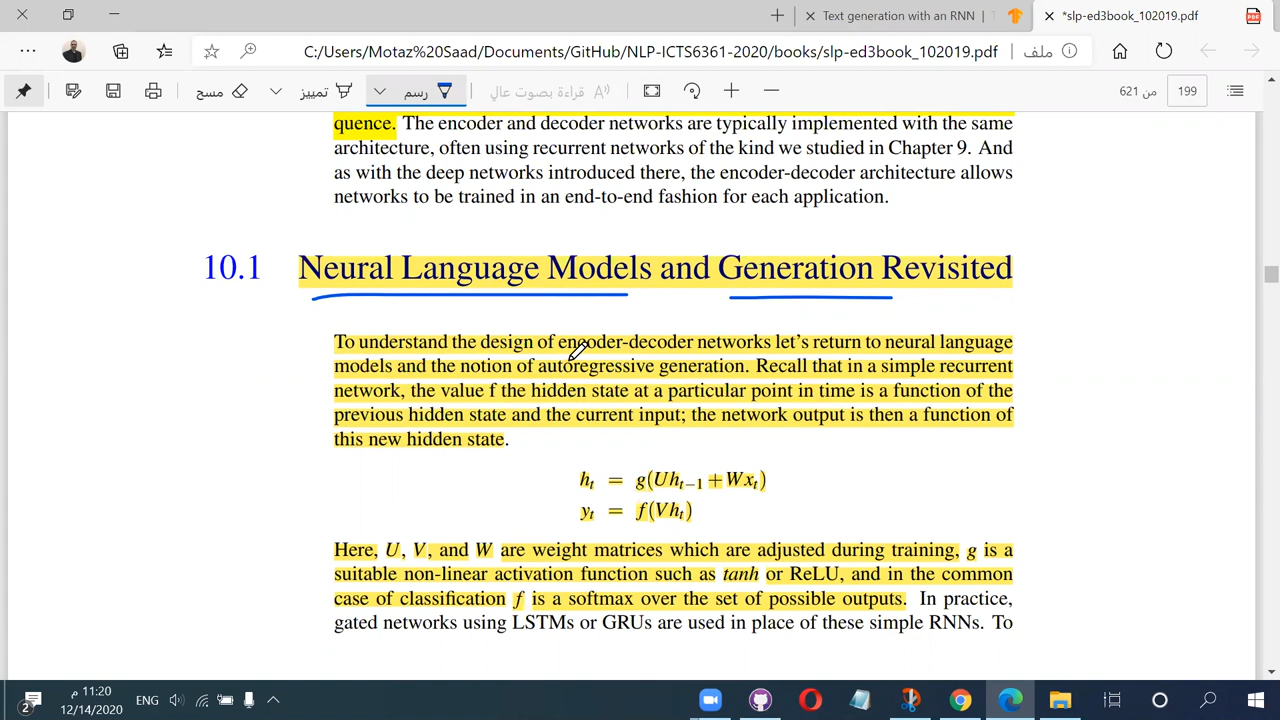 Text generation with an RNN | T
*slp-ed3book_102019.pdf
C:/Users/Motaz%20Saad/Documents/GitHub/NLP-ICTS6361-2020/books/slp-ed3book_102019.pdf | ملف
مسح تمييز رسم قراءة بصوت عالٍ من 621 199
quence. The encoder and decoder networks are typically implemented with the same
architecture, often using recurrent networks of the kind we studied in Chapter 9. And
as with the deep networks introduced there, the encoder-decoder architecture allows
networks to be trained in an end-to-end fashion for each application.
10.1 Neural Language Models and Generation Revisited
To understand the design of encoder-decoder networks let’s return to neural language
models and the notion of autoregressive generation. Recall that in a simple recurrent
network, the value f the hidden state at a particular point in time is a function of the
previous hidden state and the current input; the network output is then a function of
this new hidden state.
h_t = g(Uh_{t−1} + Wx_t)
y_t = f(Vh_t)
Here, U, V, and W are weight matrices which are adjusted during training, g is a
suitable non-linear activation function such as tanh or ReLU, and in the common
case of classification f is a softmax over the set of possible outputs. In practice,
gated networks using LSTMs or GRUs are used in place of these simple RNNs. To
2 11:20 م ENG
12/14/2020